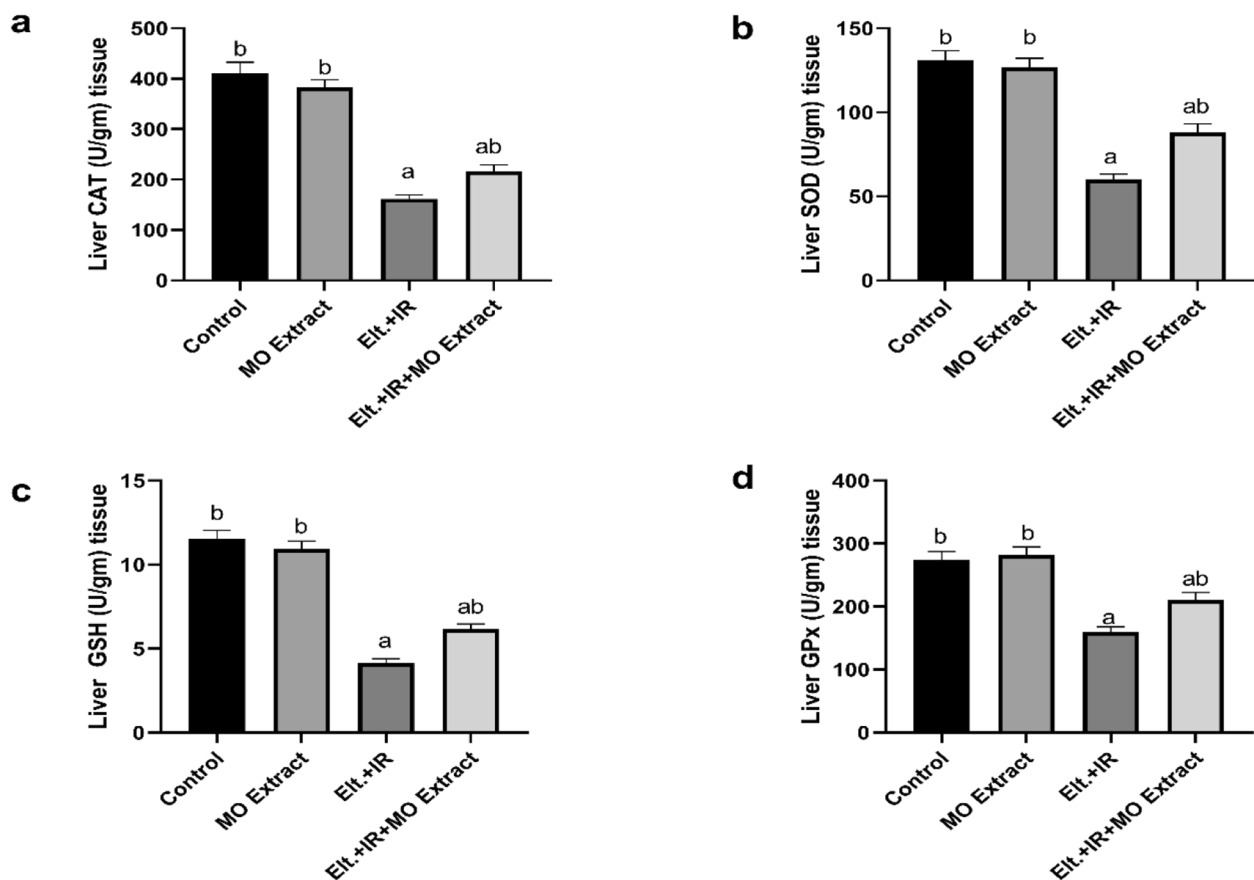 a
Liver CAT (U/gm) tissue
500
400
300
200
100
0
b
b
a
ab
Control
MO Extract
Elt.+IR
Elt.+IR+MO Extract
b
Liver SOD (U/gm) tissue
150
100
50
0
b
b
a
ab
Control
MO Extract
Elt.+IR
Elt.+IR+MO Extract
c
Liver GSH (U/gm) tissue
15
10
5
0
b
b
a
ab
Control
MO Extract
Elt.+IR
Elt.+IR+MO Extract
d
Liver GPx (U/gm) tissue
400
300
200
100
0
b
b
a
ab
Control
MO Extract
Elt.+IR
Elt.+IR+MO Extract